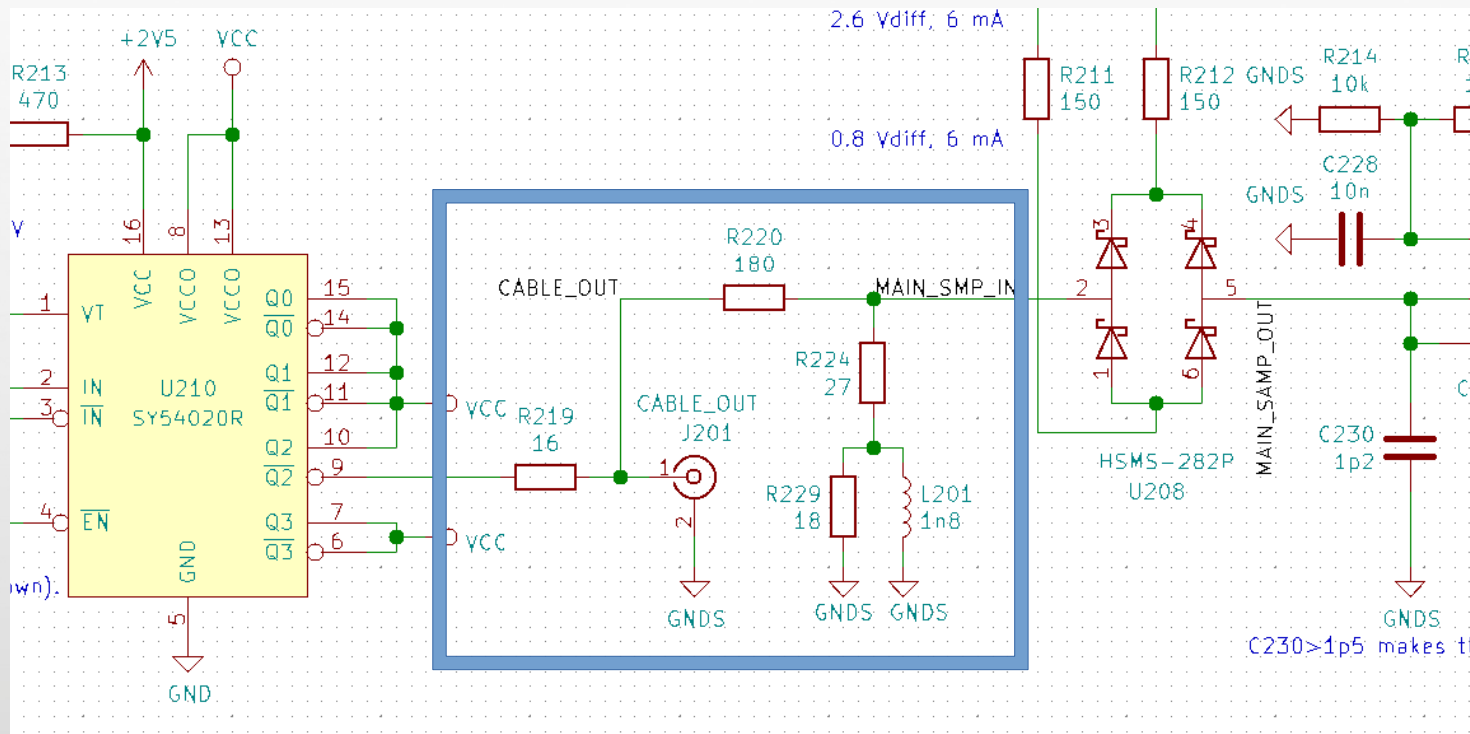 2.6 Vdiff, 6 mA
+2V5
VCC
R213
470
R211
150
R212
150
GNDS
R214
10k
R
0.8 Vdiff, 6 mA
C228
10n
GNDS
V
16
8
13
3
4
R220
180
CABLE_OUT
MAIN_SMP_IN
2
5
1
VT
VCC
VCCO
VCCO
Q0
15
Q0
14
Q1
12
Q1
11
2
IN
3
IN
U210
SY54020R
VCC
Q2
10
Q2
9
R219
16
CABLE_OUT
J201
1
2
R224
27
1
6
MAIN_SAMP_OUT
C
C230
1p2
HSMS-282P
U208
R229
18
L201
1n8
4
EN
Q3
7
Q3
6
VCC
GND
5
own).
GNDS
GNDS
GNDS
GNDS
C230>1p5 makes t
GND